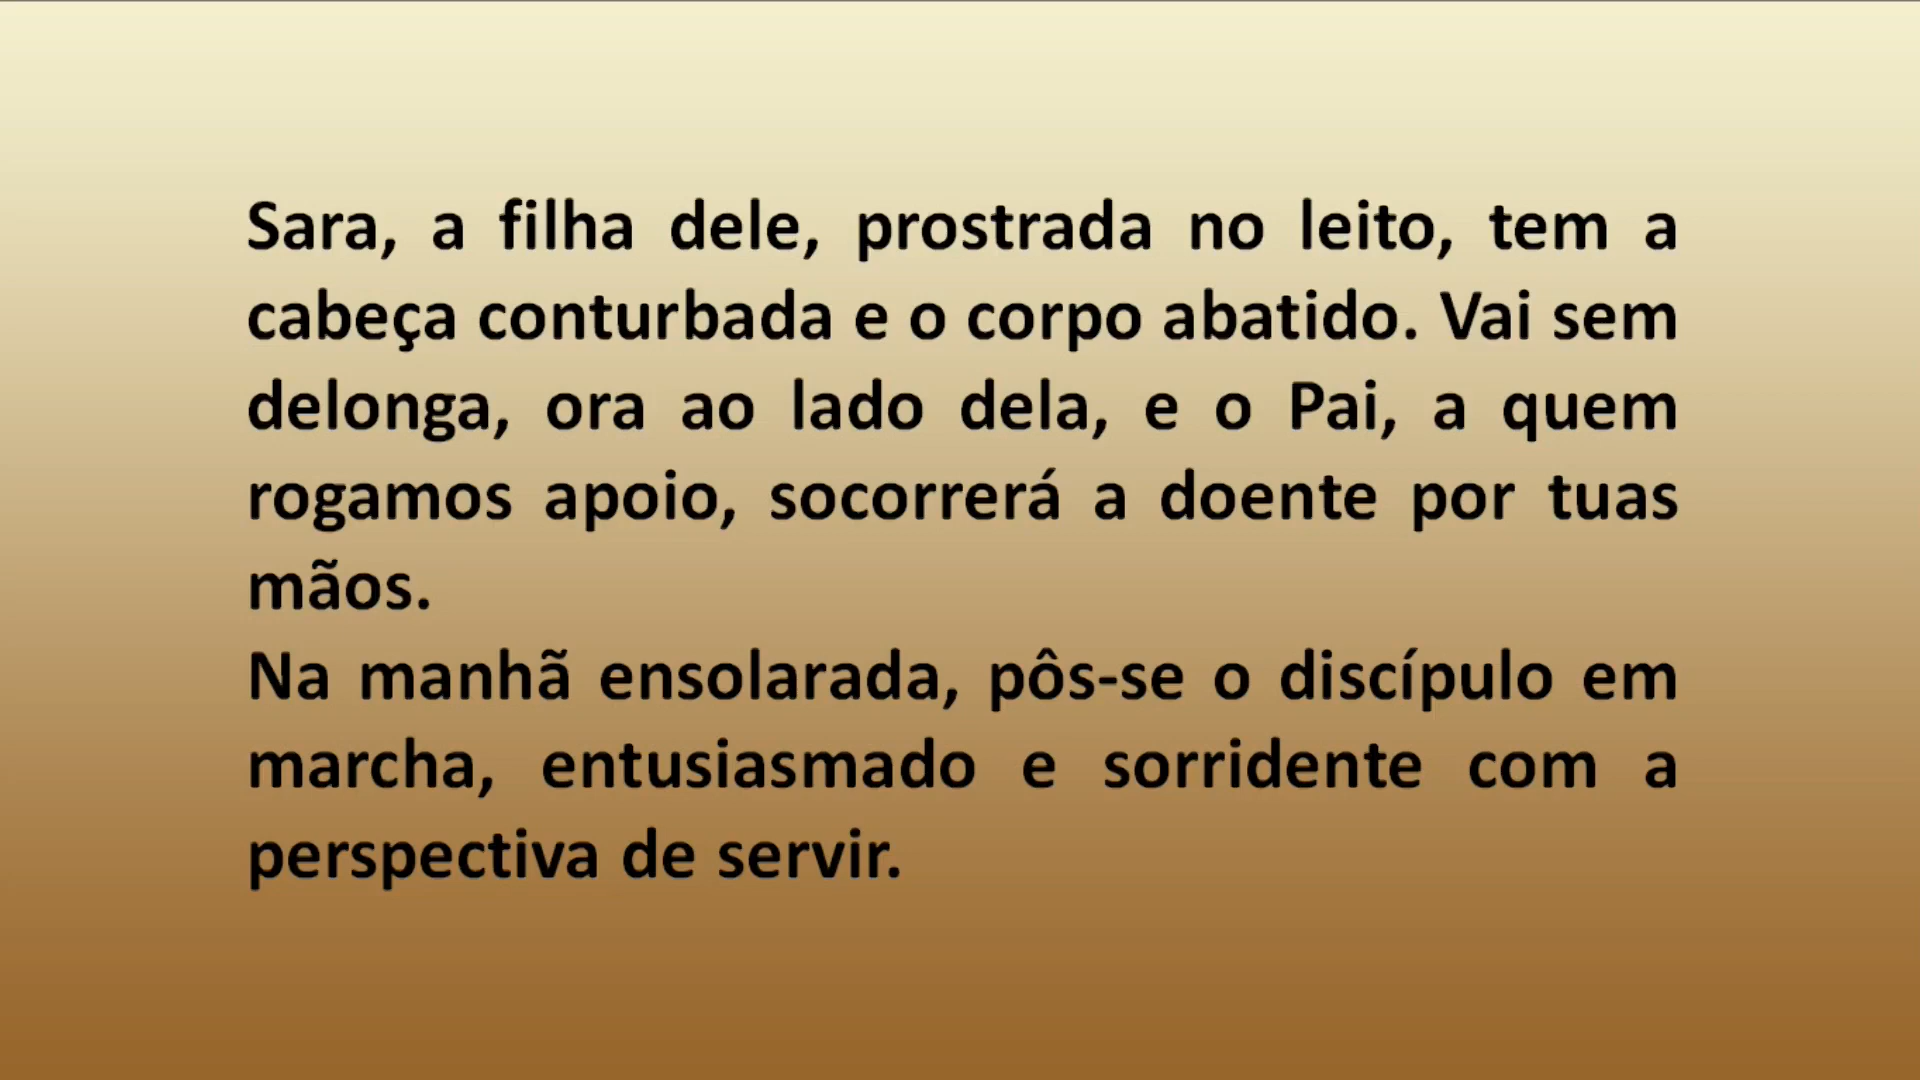 Sara, a filha dele, prostrada no leito, tem a
cabeça conturbada e o corpo abatido. Vai sem
delonga, ora ao lado dela, e o Pai, a quem
rogamos apoio, socorrerá a doente por tuas
mãos.
Na manhã ensolarada, pôs-se o discípulo em
marcha, entusiasmado e sorridente com a
perspectiva de servir.